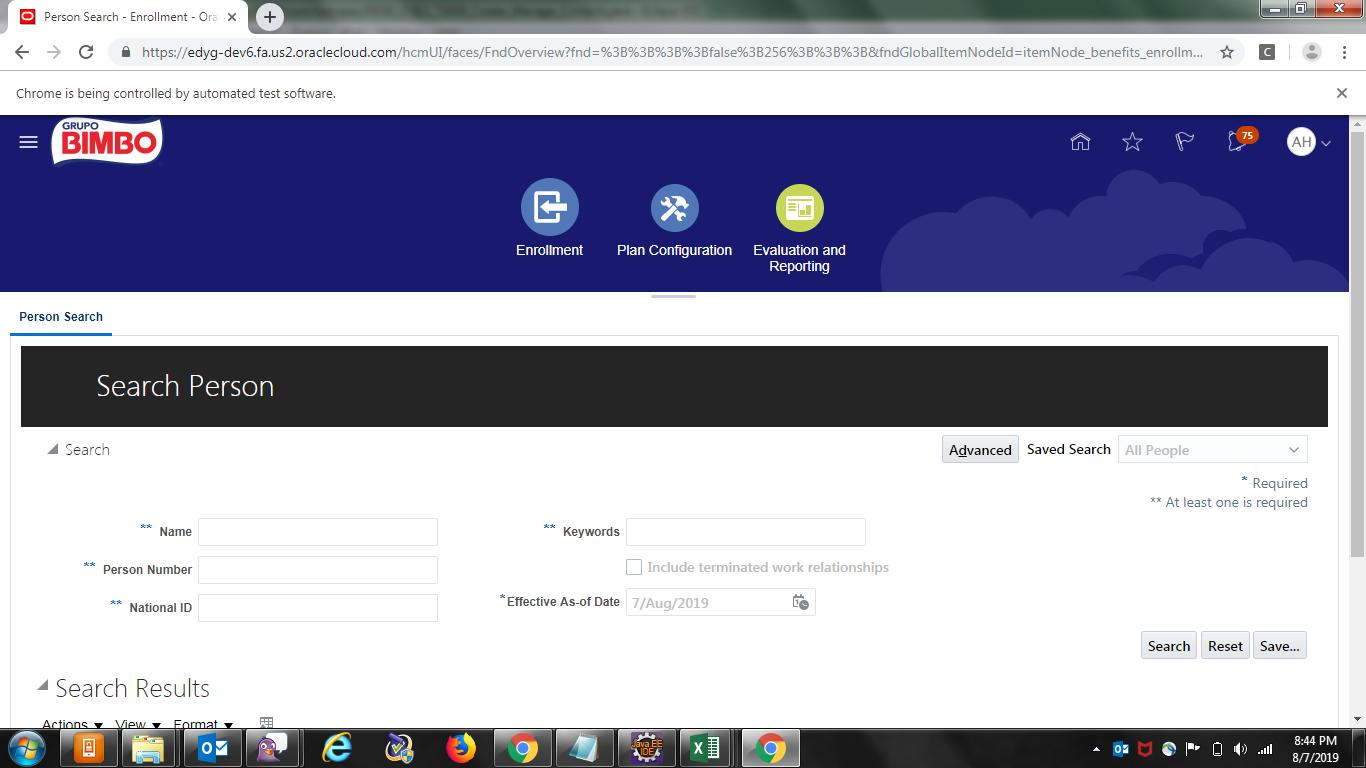 Person Search - Enrollment - Ora
https://edyg-dev6.fa.us2.oraclecloud.com/hcmUI/faces/FndOverview?fnd=%3B%3B%3B%3Bfalse%3B256%3B%3B%3B&fndGlobalItemNodeId=itemNode_benefits_enrollm...
C
Chrome is being controlled by automated test software.
GRUPO
BIMBO
75
AH
Enrollment
Plan Configuration
Evaluation and
Reporting
Person Search
Search Person
Search
Advanced
Saved Search
All People
* Required
** At least one is required
** Name
** Keywords
** Person Number
Include terminated work relationships
** National ID
*Effective As-of Date
7/Aug/2019
Search
Reset
Save...
Search Results
Actions
View
Format
Java EE
IDE
8:44 PM
8/7/2019